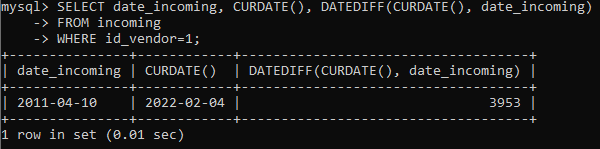 mysql> SELECT date_incoming, CURDATE(), DATEDIFF(CURDATE(), date_incoming)
    -> FROM incoming
    -> WHERE id_vendor=1;
+---------------+------------+------------------------------------+
| date_incoming | CURDATE()  | DATEDIFF(CURDATE(), date_incoming) |
+---------------+------------+------------------------------------+
| 2011-04-10    | 2022-02-04 |                               3953 |
+---------------+------------+------------------------------------+
1 row in set (0.01 sec)